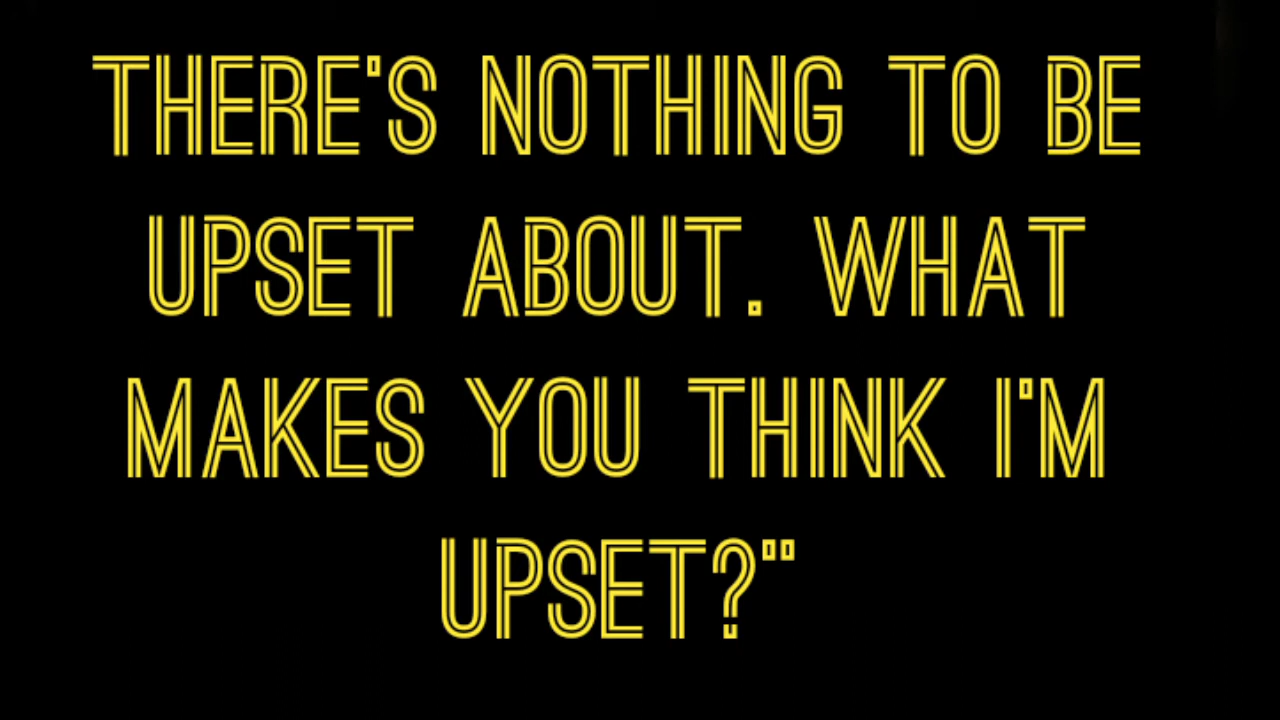 THERE'S NOTHING TO BE
UPSET ABOUT. WHAT
MAKES YOU THINK I'M
UPSET?"